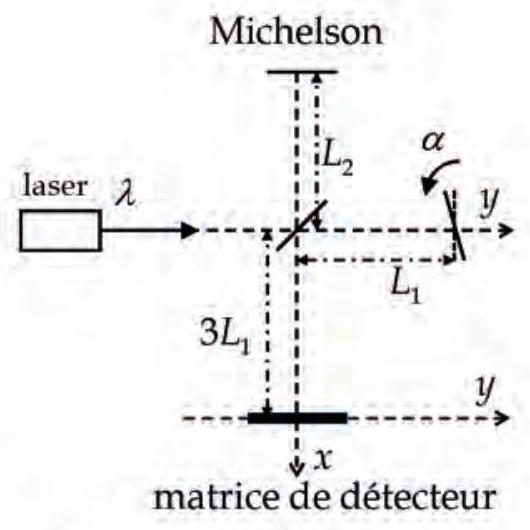 Michelson
L₂
α
laser
λ
y
L₁
3L₁
y
x
matrice de détecteur